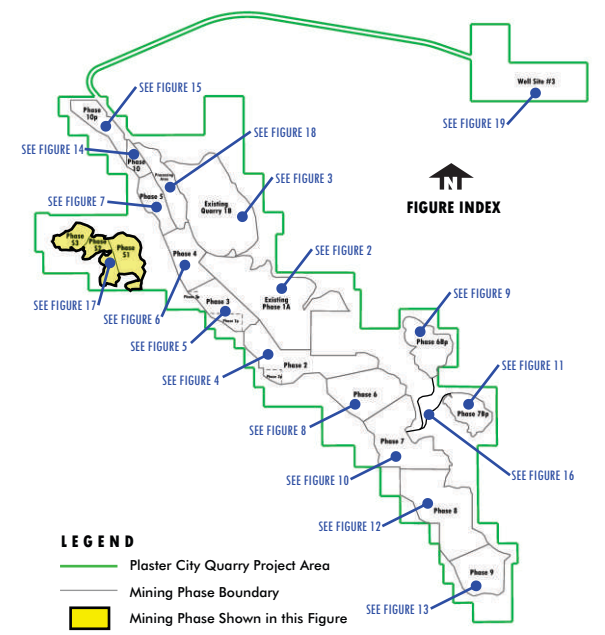 Well Site #3
SEE FIGURE 19
SEE FIGURE 15
Phase
10p
SEE FIGURE 14
Phase
10
SEE FIGURE 18
Processing
Area
SEE FIGURE 3
Existing
Quarry 1B
SEE FIGURE 7
Phase 5
N
FIGURE INDEX
Phase
S3
Phase
S2
Phase
S1
SEE FIGURE 17
Phase 4
SEE FIGURE 6
SEE FIGURE 2
Existing
Phase 1A
Phase 3
SEE FIGURE 5
SEE FIGURE 4
Phase 2
Phase 2p
SEE FIGURE 9
Phase 6Bp
SEE FIGURE 11
Phase 7Bp
Phase 6
SEE FIGURE 8
Phase 7
SEE FIGURE 10
SEE FIGURE 16
SEE FIGURE 12
Phase 8
Phase 9
SEE FIGURE 13
LEGEND
Plaster City Quarry Project Area
Mining Phase Boundary
Mining Phase Shown in this Figure